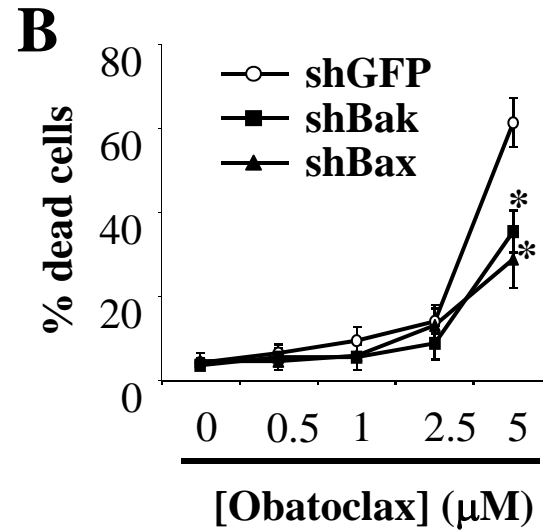 B
80
60
40
20
0
% dead cells
shGFP
shBak
shBax
*
*
0 0.5 1 2.5 5
[Obatoclax] (μM)